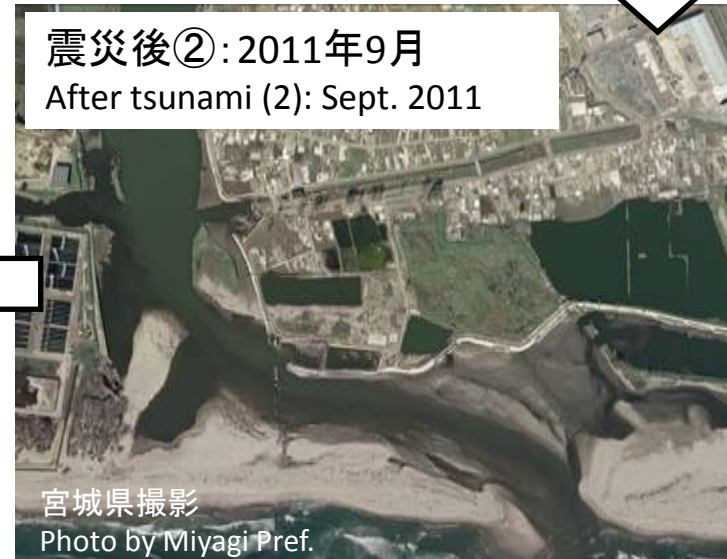 震災後②：2011年9月
After tsunami (2): Sept. 2011
宮城県撮影
Photo by Miyagi Pref.